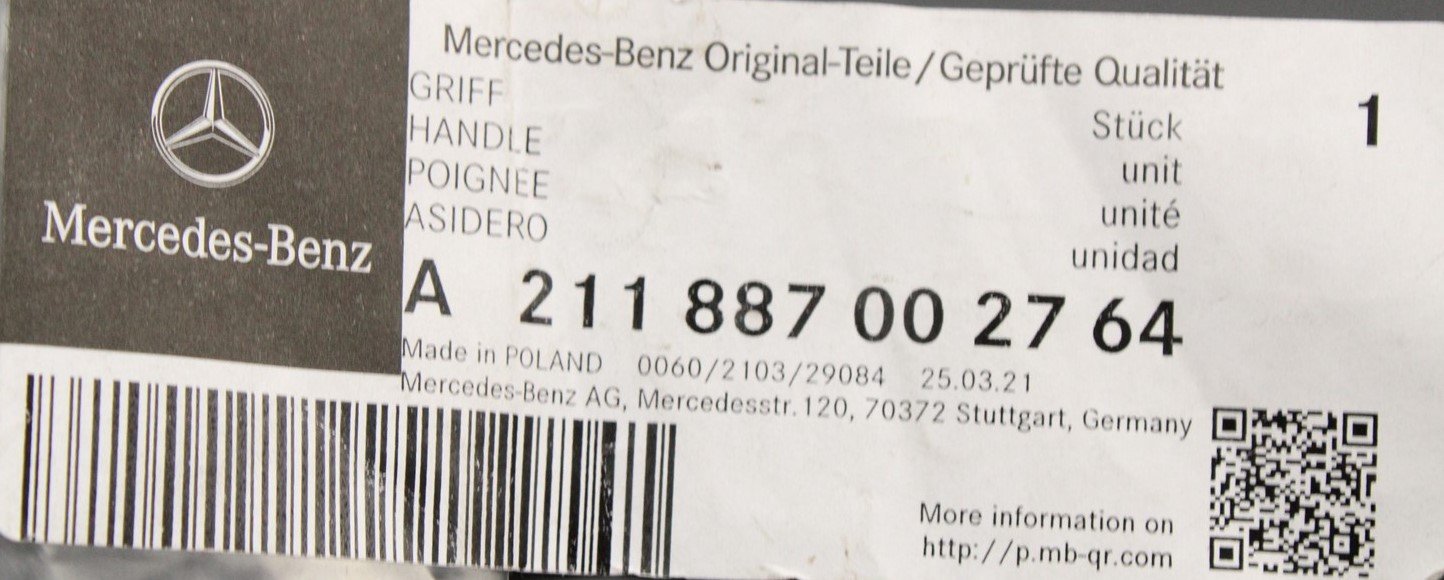 Mercedes-Benz
Mercedes-Benz Original-Teile/Geprüfte Qualität
GRIFF
HANDLE
POIGNEE
ASIDERO
Stück
unit
unité
unidad
1
A 211 887 00 27 64
Made in POLAND 0060/2103/29084 25.03.21
Mercedes-Benz AG, Mercedesstr. 120, 70372 Stuttgart, Germany
More information on
http://p.mb-qr.com